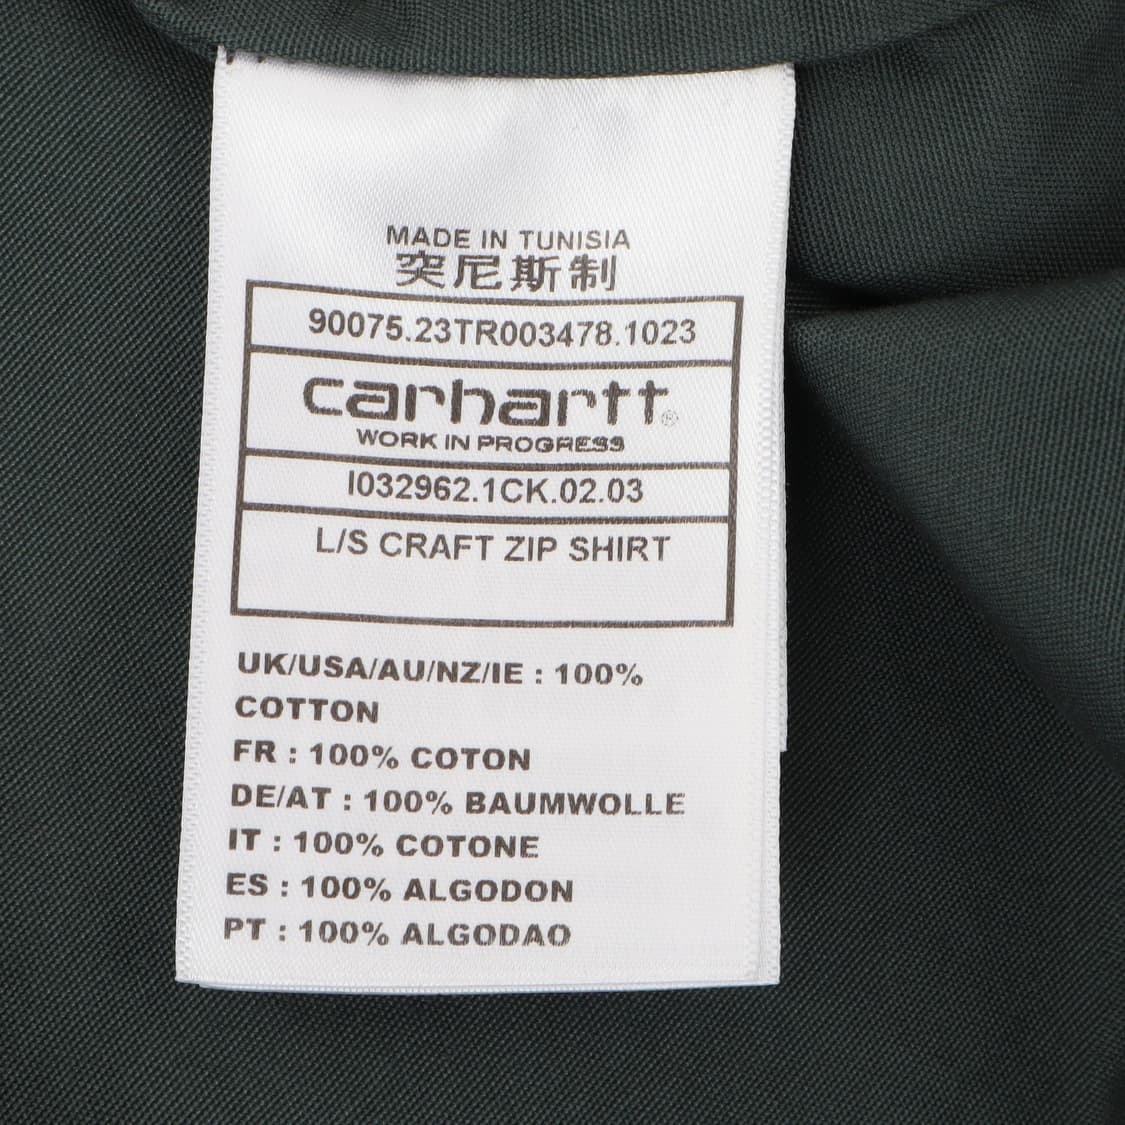 MADE IN TUNISIA
突尼斯制
90075.23TR003478.1023
carhartt®
WORK IN PROGRESS
I032962.1CK.02.03
L/S CRAFT ZIP SHIRT
UK/USA/AU/NZ/IE : 100%
COTTON
FR : 100% COTON
DE/AT : 100% BAUMWOLLE
IT : 100% COTONE
ES : 100% ALGODON
PT : 100% ALGODAO